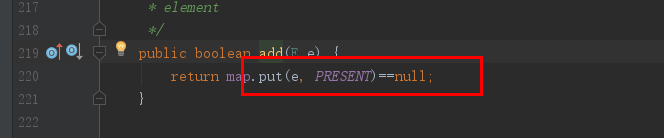 217 * element
218 */
219 public boolean add(E e) {
220 return map.put(e, PRESENT)==null;
221 }
222